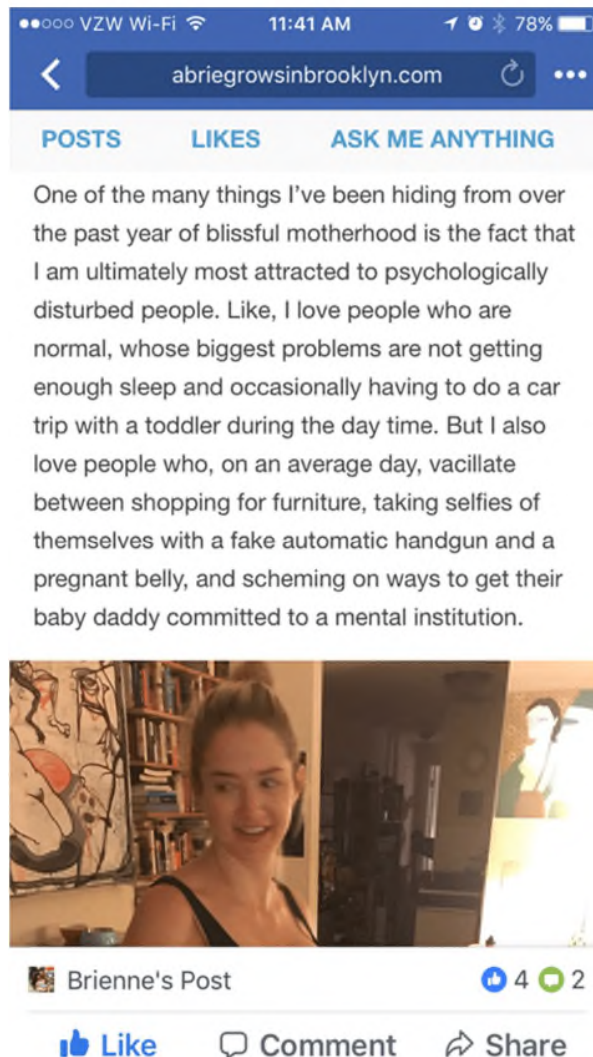 VZW Wi-Fi 11:41 AM 78%
abriegrowsinbrooklyn.com
POSTS LIKES ASK ME ANYTHING
One of the many things I've been hiding from over
the past year of blissful motherhood is the fact that
I am ultimately most attracted to psychologically
disturbed people. Like, I love people who are
normal, whose biggest problems are not getting
enough sleep and occasionally having to do a car
trip with a toddler during the day time. But I also
love people who, on an average day, vacillate
between shopping for furniture, taking selfies of
themselves with a fake automatic handgun and a
pregnant belly, and scheming on ways to get their
baby daddy committed to a mental institution.
Brienne's Post 4 2
Like Comment Share